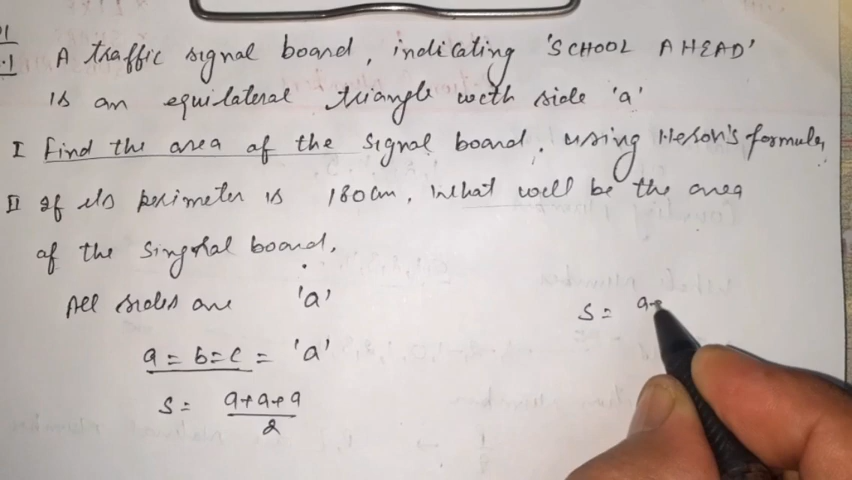 A traffic signal board, indicating 'SCHOOL AHEAD'
is an equilateral triangle with side 'a'
I Find the area of the signal board, using Heron's formula,
II If its perimeter is 180cm, What will be the area
of the singnal board.
All sides are 'a'
a = b = c = 'a'
S = a+a+a
2
S = a+